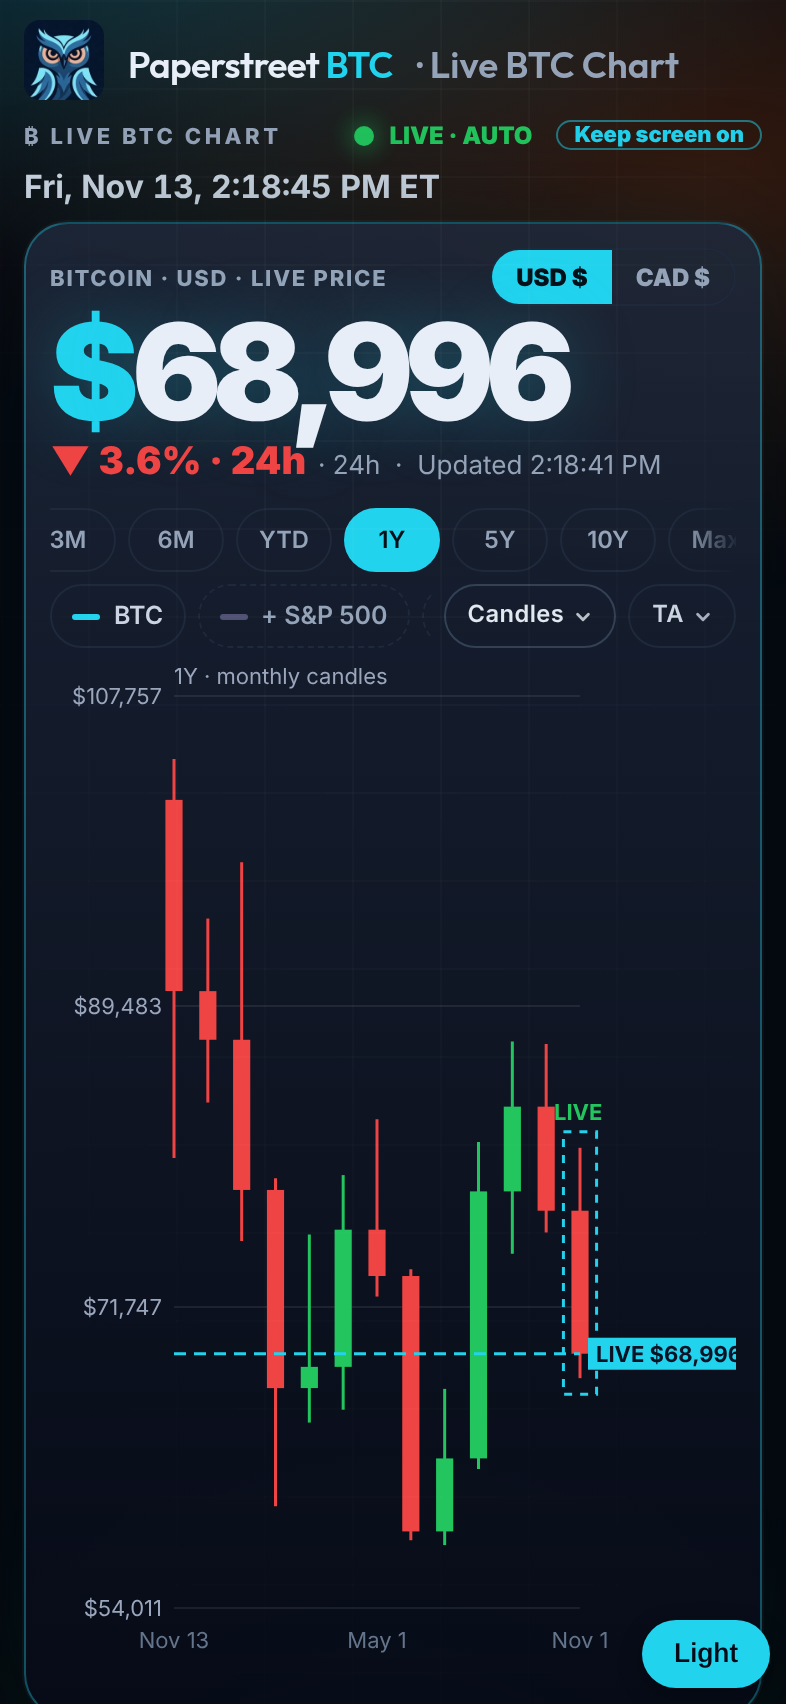 Paperstreet BTC · Live BTC Chart
₿ LIVE BTC CHART
LIVE · AUTO
Keep screen on
Fri, Nov 13, 2:18:45 PM ET
BITCOIN · USD · LIVE PRICE
USD $
CAD $
$68,996
▼ 3.6% · 24h · 24h · Updated 2:18:41 PM
3M
6M
YTD
1Y
5Y
10Y
Max
BTC
+ S&P 500
Candles
TA
1Y · monthly candles
$107,757
$89,483
LIVE
$71,747
LIVE $68,996
$54,011
Nov 13
May 1
Nov 1
Light